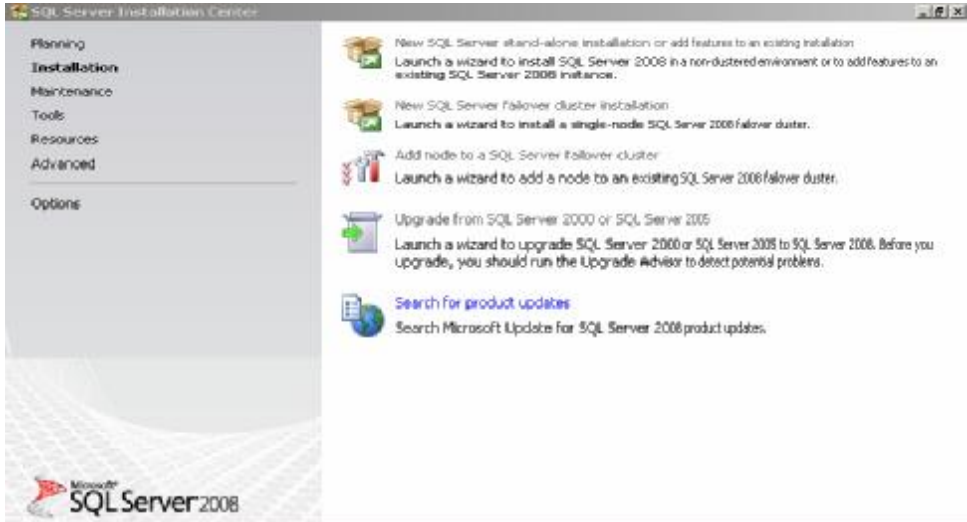 SQL Server Installation Center
Planning
Installation
Maintenance
Tools
Resources
Advanced
Options
New SQL Server stand-alone installation or add features to an existing installation
Launch a wizard to install SQL Server 2008 in a non-clustered environment or to add features to an
existing SQL Server 2008 instance.
New SQL Server failover cluster installation
Launch a wizard to install a single-node SQL Server 2008 failover cluster.
Add node to a SQL Server failover cluster
Launch a wizard to add a node to an existing SQL Server 2008 failover cluster.
Upgrade from SQL Server 2000 or SQL Server 2005
Launch a wizard to upgrade SQL Server 2000 or SQL Server 2005 to SQL Server 2008. Before you
upgrade, you should run the Upgrade Advisor to detect potential problems.
Search for product updates
Search Microsoft Update for SQL Server 2008 product updates.
Microsoft
SQL Server 2008